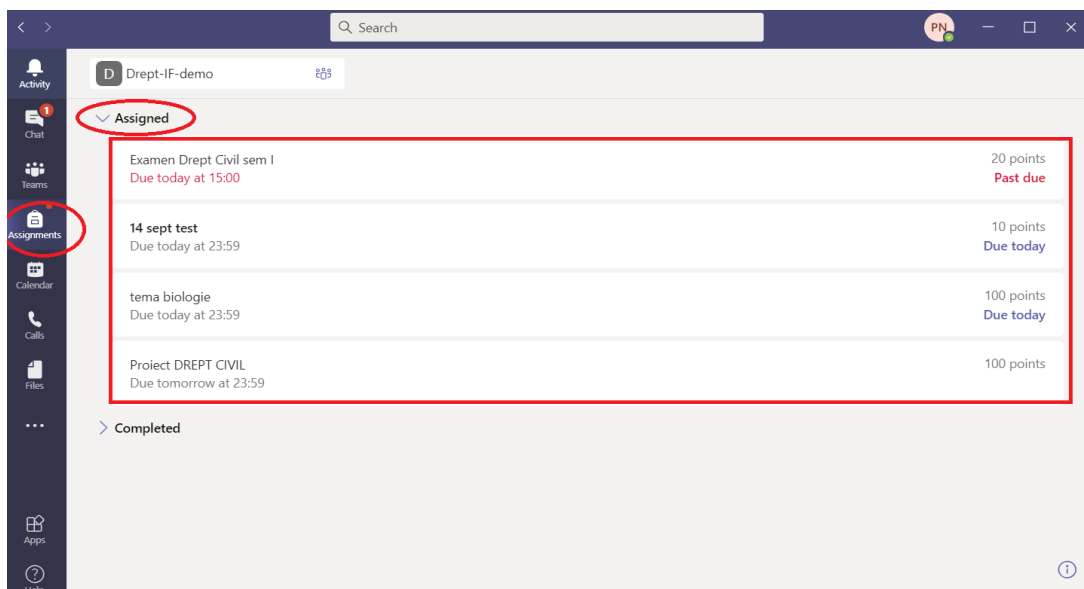 Search
PN
Activity
D Drept-IF-demo
1
Chat
Assigned
Teams
Examen Drept Civil sem I
20 points
Due today at 15:00
Past due
Assignments
14 sept test
10 points
Due today at 23:59
Due today
Calendar
tema biologie
100 points
Due today at 23:59
Due today
Calls
Proiect DREPT CIVIL
100 points
Due tomorrow at 23:59
Files
Completed
Apps